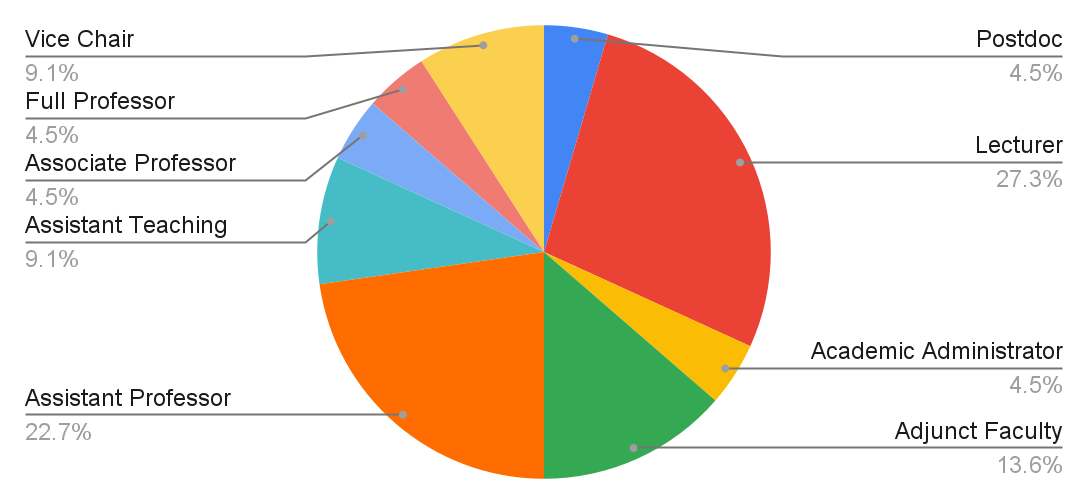 Vice Chair
9.1%
Full Professor
4.5%
Associate Professor
4.5%
Assistant Teaching
9.1%
Assistant Professor
22.7%
Postdoc
4.5%
Lecturer
27.3%
Academic Administrator
4.5%
Adjunct Faculty
13.6%